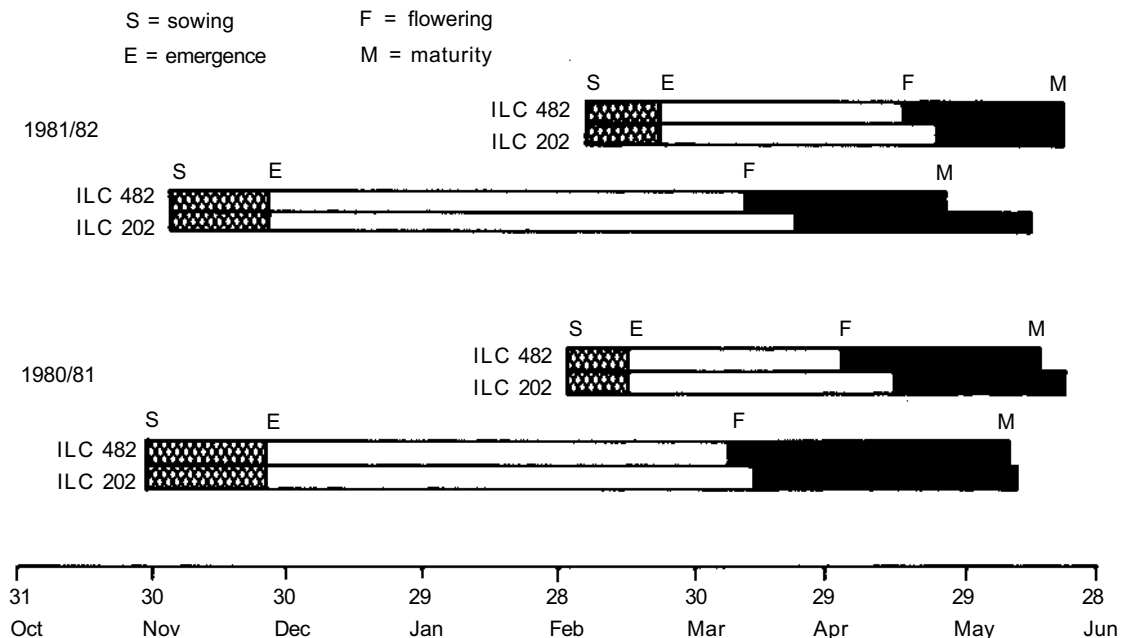 S = sowing F = flowering
E = emergence M = maturity
S E F M
ILC 482
1981/82
ILC 202
S E F M
ILC 482
ILC 202
S E F M
ILC 482
1980/81
ILC 202
S E F M
ILC 482
ILC 202
31 30 30 29 28 30 29 29 28
Oct Nov Dec Jan Feb Mar Apr May Jun